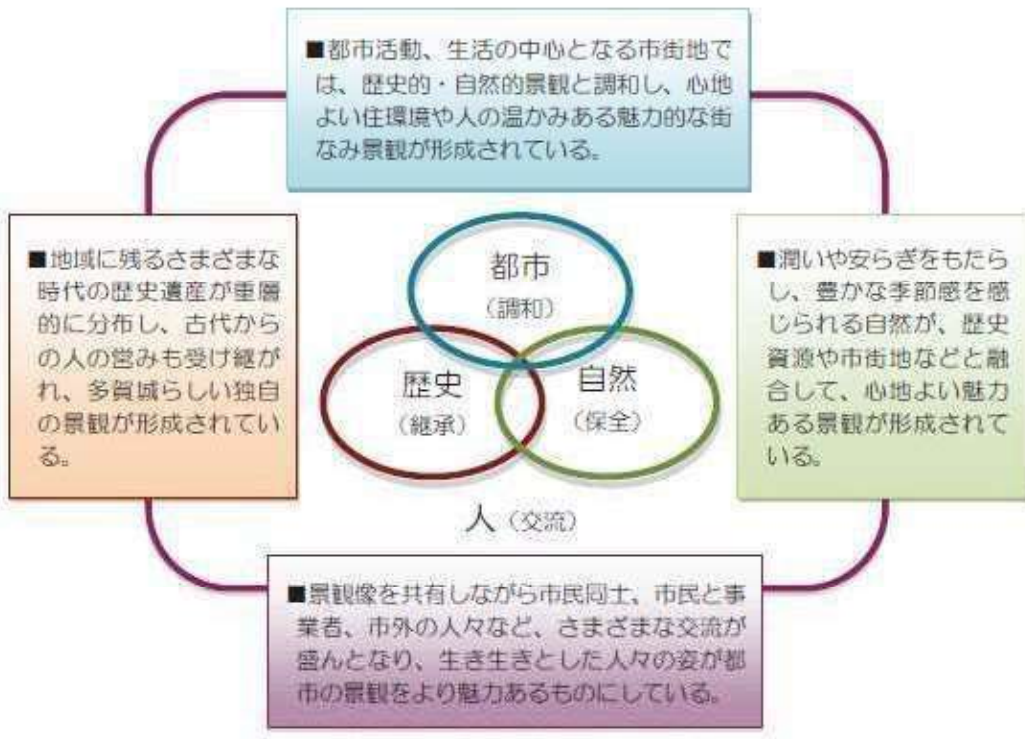 ■都市活動、生活の中心となる市街地で
は、歴史的・自然的景観と調和し、心地
よい住環境や人の温かみある魅力的な街
なみ景観が形成されている。
■地域に残るさまざまな
時代の歴史遺産が重層
的に分布し、古代から
の人の営みも受け継が
れ、多賀城らしい独自
の景観が形成されてい
る。
都市
（調和）
歴史
（継承）
自然
（保全）
人（交流）
■潤いや安らぎをもたら
し、豊かな季節感を感
じられる自然が、歴史
資源や市街地などと融
合して、心地よい魅力
ある景観が形成されて
いる。
■景観像を共有しながら市民同士、市民と事
業者、市外の人々など、さまざまな交流が
盛んとなり、生き生きとした人々の姿が都
市の景観をより魅力あるものにしている。